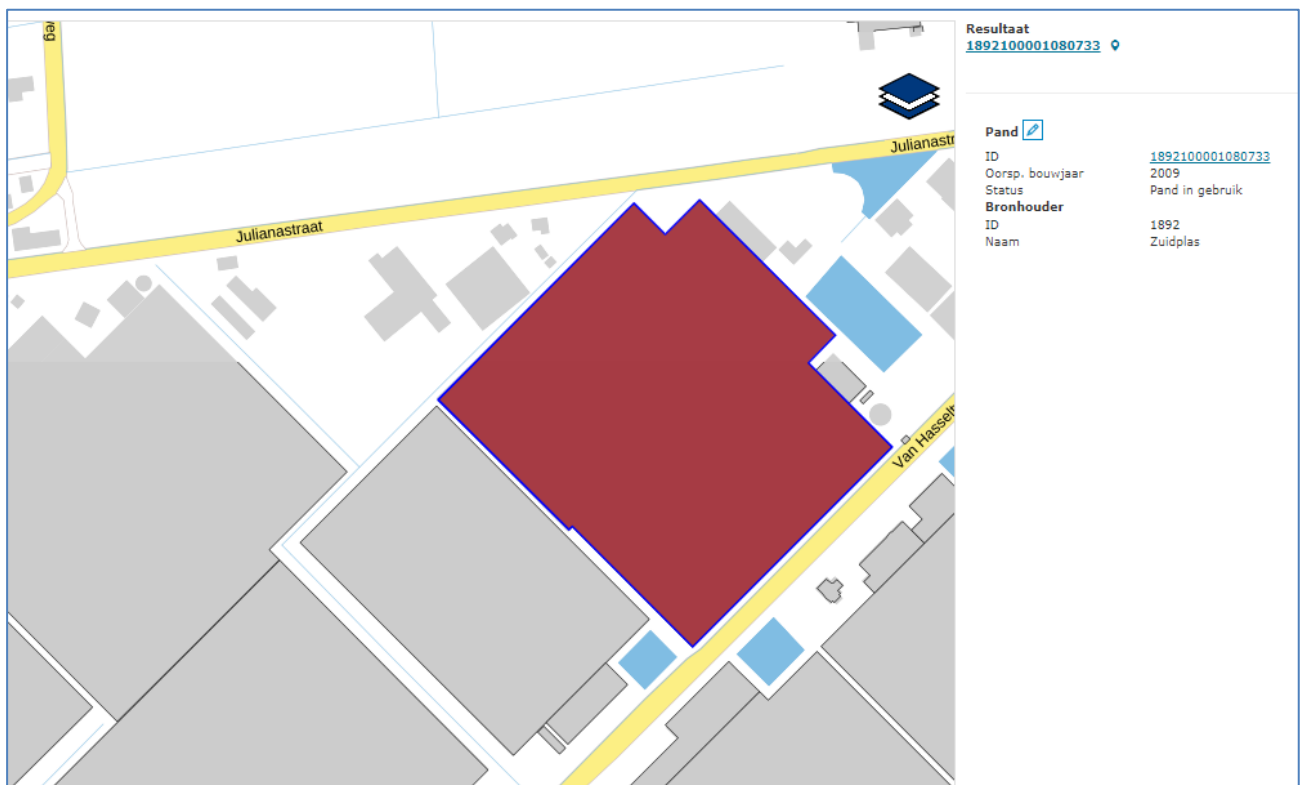 weg
Julianastr
Julianastraat
Van Hasselt
Resultaat
1892100001080733
Pand
ID 1892100001080733
Oorsp. bouwjaar 2009
Status Pand in gebruik
Bronhouder
ID 1892
Naam Zuidplas